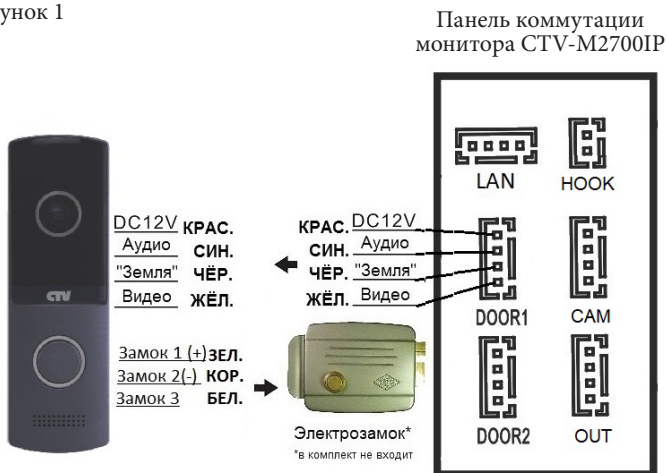 унок 1
Панель коммутации
монитора CTV-M2700IP
LAN
HOOK
DC12V КРАС.
Аудио СИН.
"Земля" ЧЁР.
Видео ЖЁЛ.
КРАС. DC12V
СИН. Аудио
ЧЁР. "Земля"
ЖЁЛ. Видео
DOOR1
CAM
CTV
Замок 1 (+) ЗЕЛ.
Замок 2(-) КОР.
Замок 3 БЕЛ.
Электрозамок*
*в комплект не входит
DOOR2
OUT